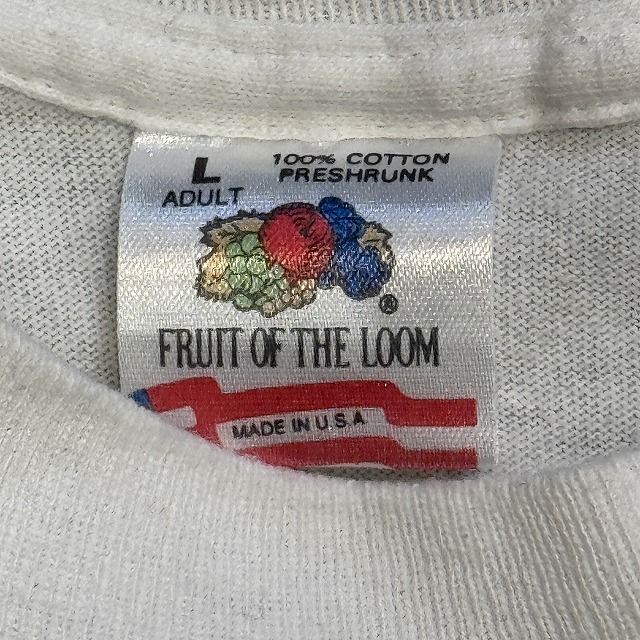 L
ADULT
100% COTTON
PRESHRUNK
®
FRUIT OF THE LOOM
MADE IN U.S.A